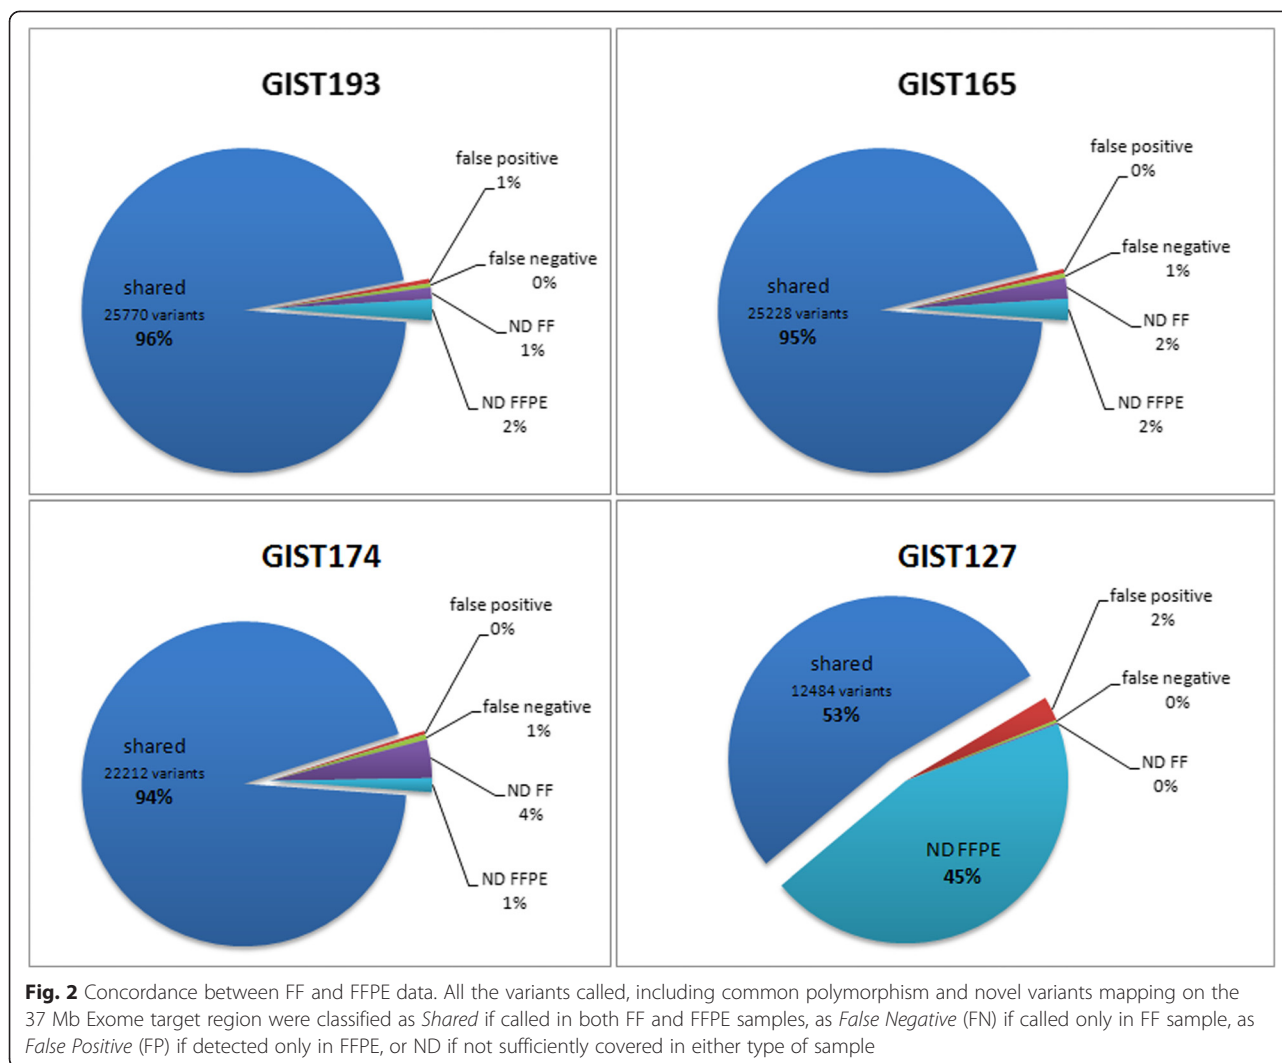 GIST193
false positive
1%
false negative
0%
shared
25770 variants
96%
ND FF
1%
ND FFPE
2%
GIST165
false positive
0%
false negative
1%
shared
25228 variants
95%
ND FF
2%
ND FFPE
2%
GIST174
false positive
0%
false negative
1%
shared
22212 variants
94%
ND FF
4%
ND FFPE
1%
GIST127
false positive
2%
shared
12484 variants
53%
false negative
0%
ND FF
0%
ND FFPE
45%
Fig. 2 Concordance between FF and FFPE data. All the variants called, including common polymorphism and novel variants mapping on the
37 Mb Exome target region were classified as Shared if called in both FF and FFPE samples, as False Negative (FN) if called only in FF sample, as
False Positive (FP) if detected only in FFPE, or ND if not sufficiently covered in either type of sample